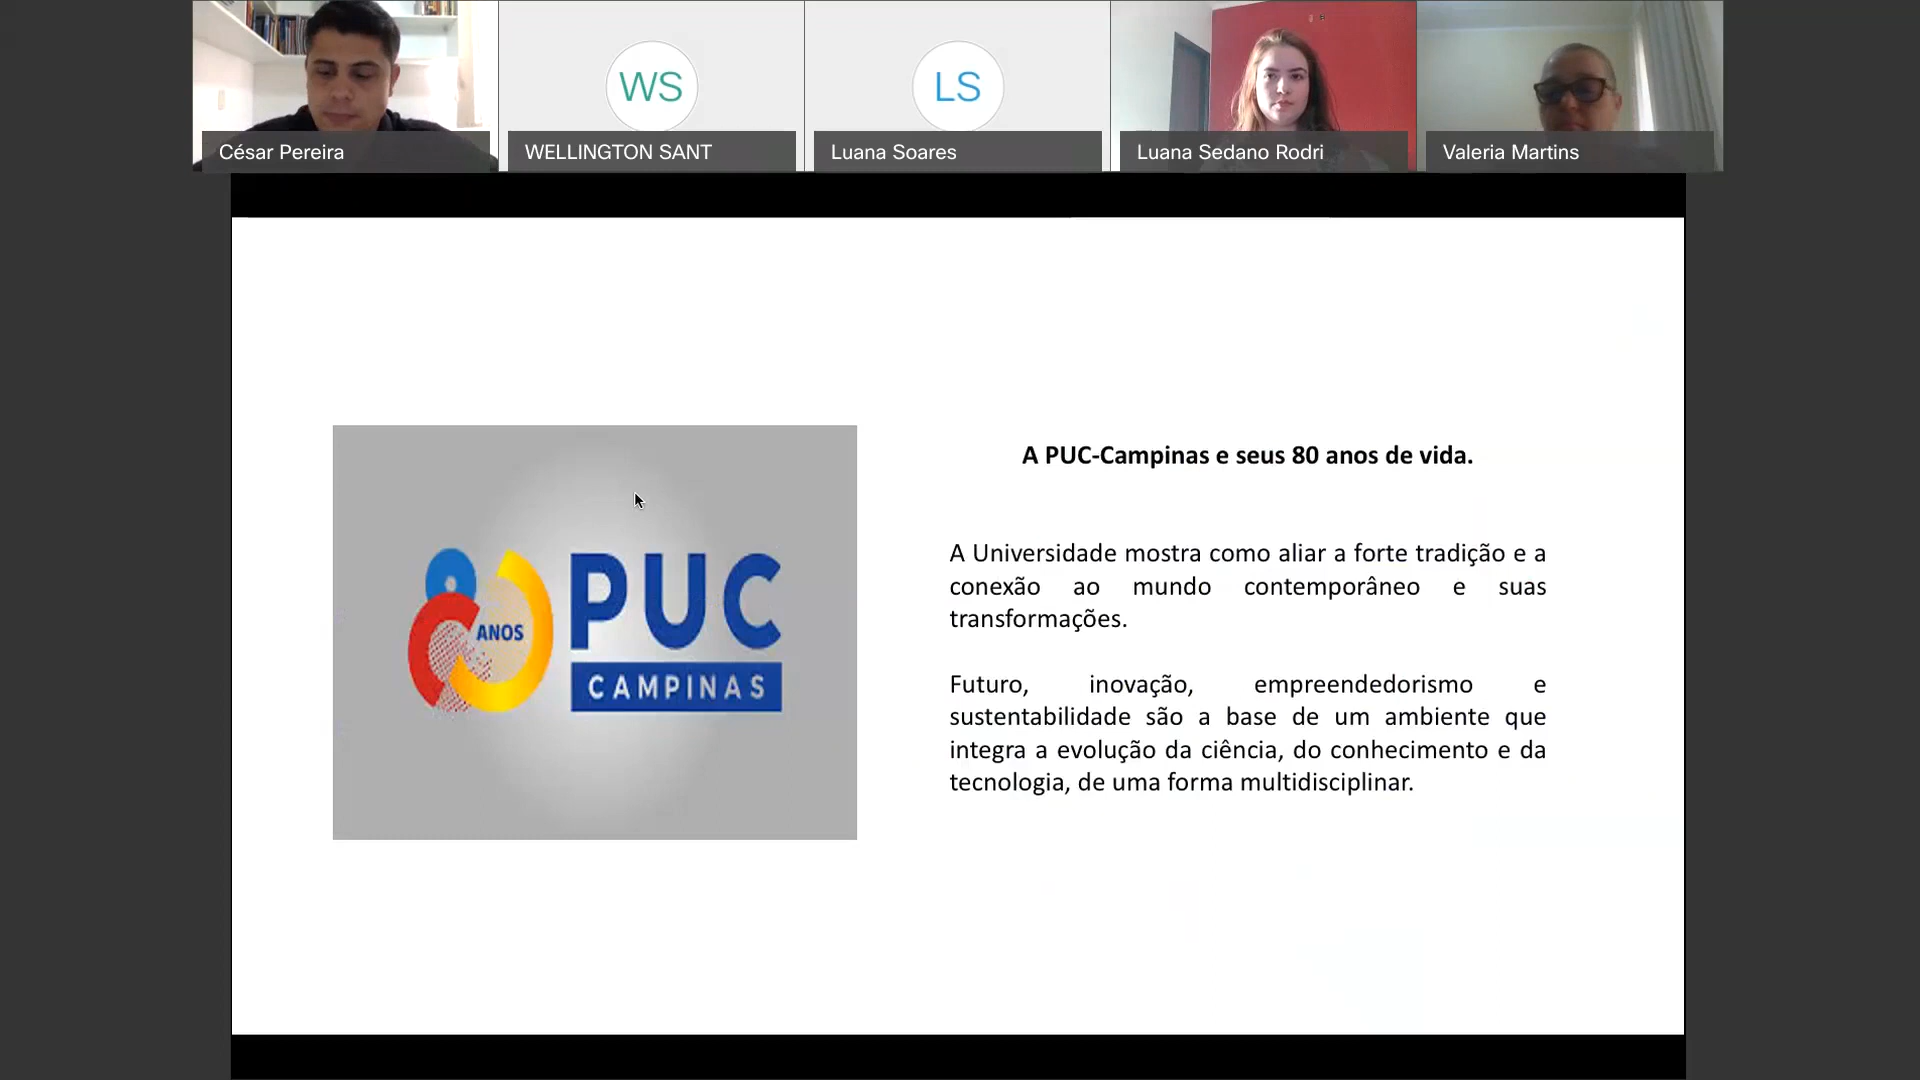 César Pereira
WS
WELLINGTON SANT
LS
Luana Soares
Luana Sedano Rodri
Valeria Martins
ANOS
PUC
CAMPINAS
A PUC-Campinas e seus 80 anos de vida.
A Universidade mostra como aliar a forte tradição e a
conexão ao mundo contemporâneo e suas
transformações.
Futuro, inovação, empreendedorismo e
sustentabilidade são a base de um ambiente que
integra a evolução da ciência, do conhecimento e da
tecnologia, de uma forma multidisciplinar.